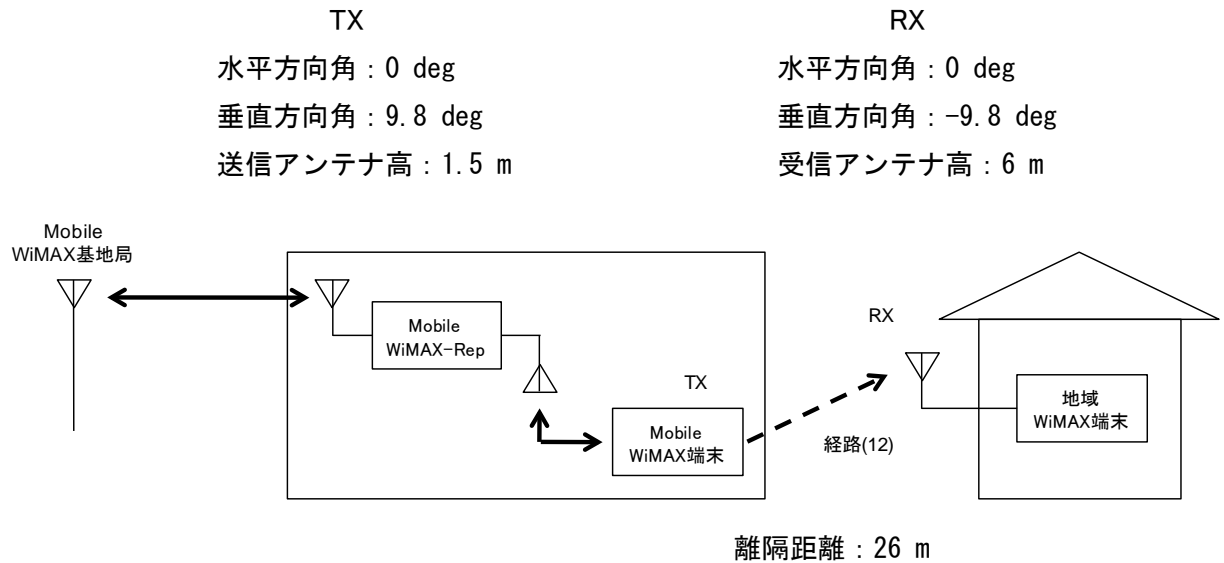 TX
水平方向角：0 deg
垂直方向角：9.8 deg
送信アンテナ高：1.5 m
RX
水平方向角：0 deg
垂直方向角：-9.8 deg
受信アンテナ高：6 m
Mobile
WiMAX基地局
Mobile
WiMAX-Rep
TX
Mobile
WiMAX端末
経路(12)
RX
地域
WiMAX端末
離隔距離：26 m